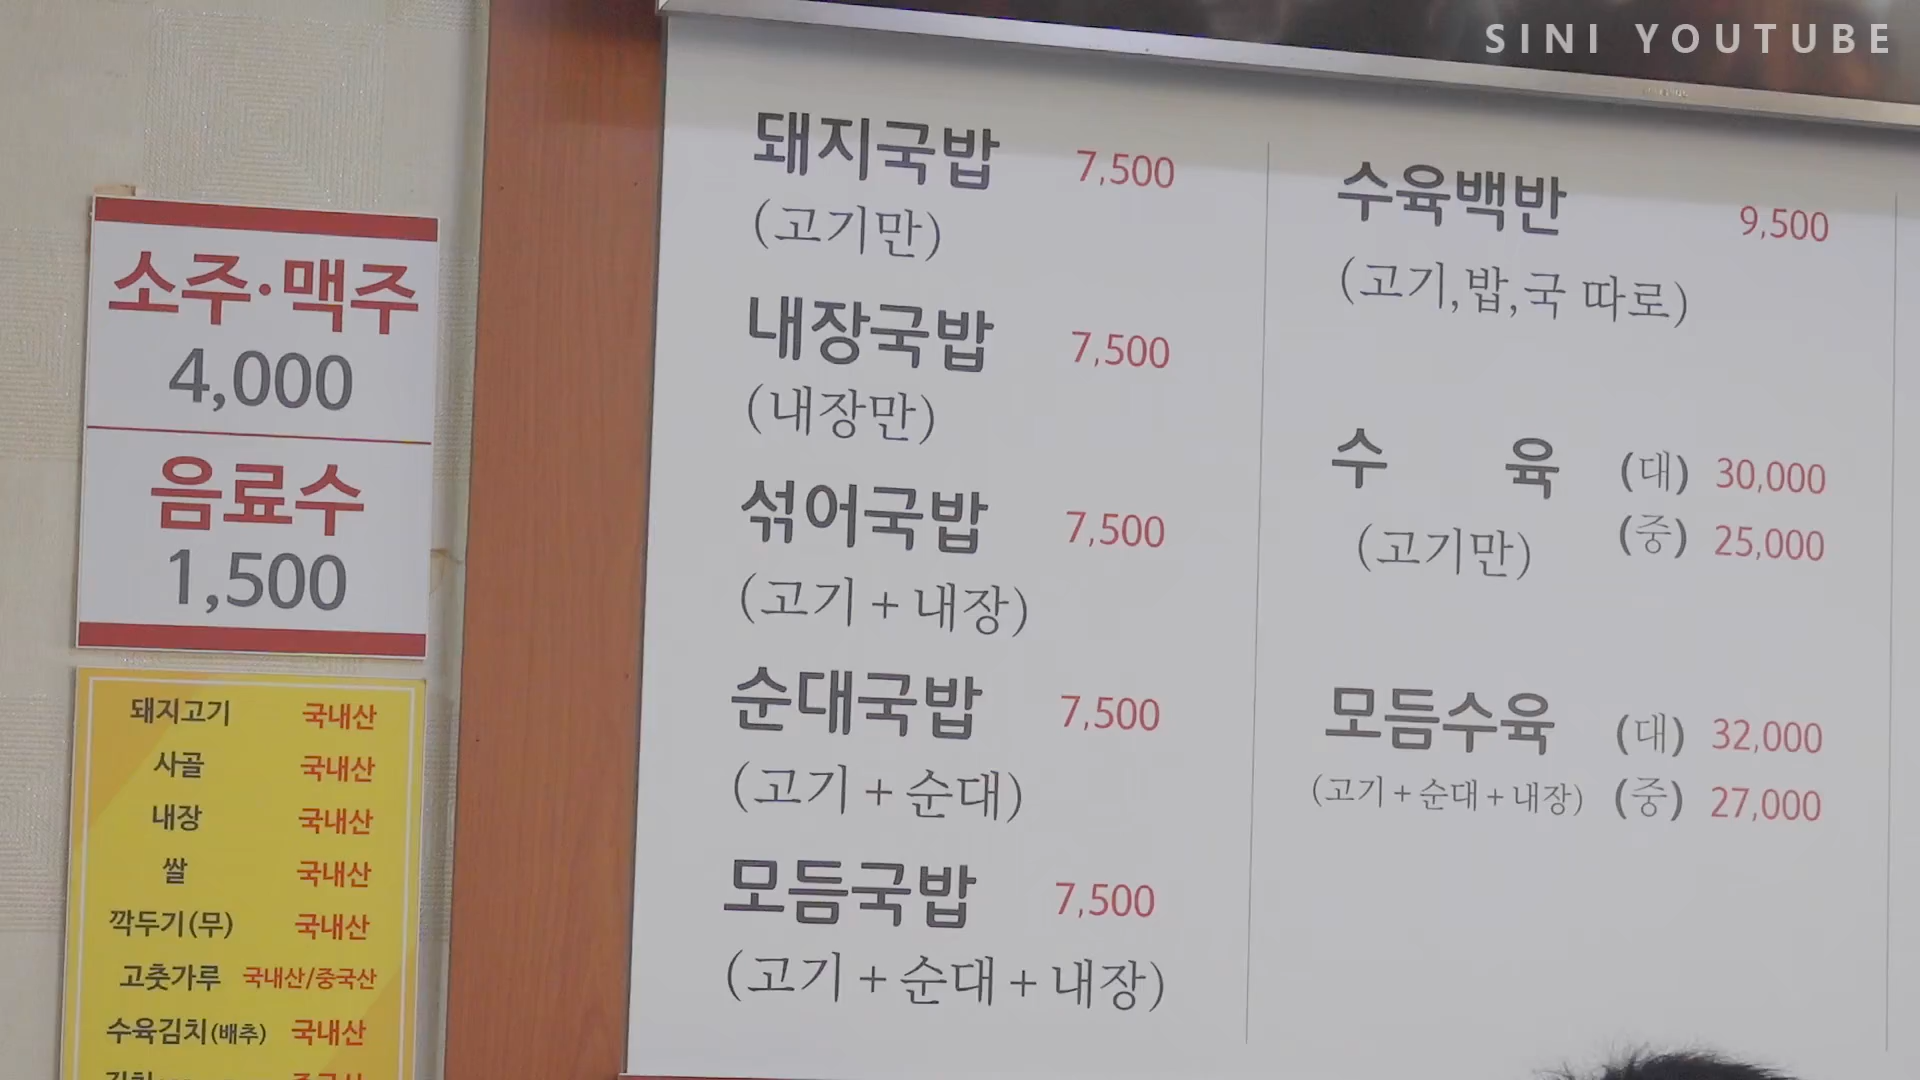 SINI YOUTUBE
소주·맥주
4,000
음료수
1,500
돼지고기 국내산
사골 국내산
내장 국내산
쌀 국내산
깍두기(무) 국내산
고춧가루 국내산/중국산
수육김치(배추) 국내산
돼지국밥 7,500
(고기만)
내장국밥 7,500
(내장만)
섞어국밥 7,500
(고기+내장)
순대국밥 7,500
(고기+순대)
모듬국밥 7,500
(고기+순대+내장)
수육백반 9,500
(고기,밥,국 따로)
수 육 (대) 30,000
(중) 25,000
(고기만)
모듬수육 (대) 32,000
(고기+순대+내장) (중) 27,000